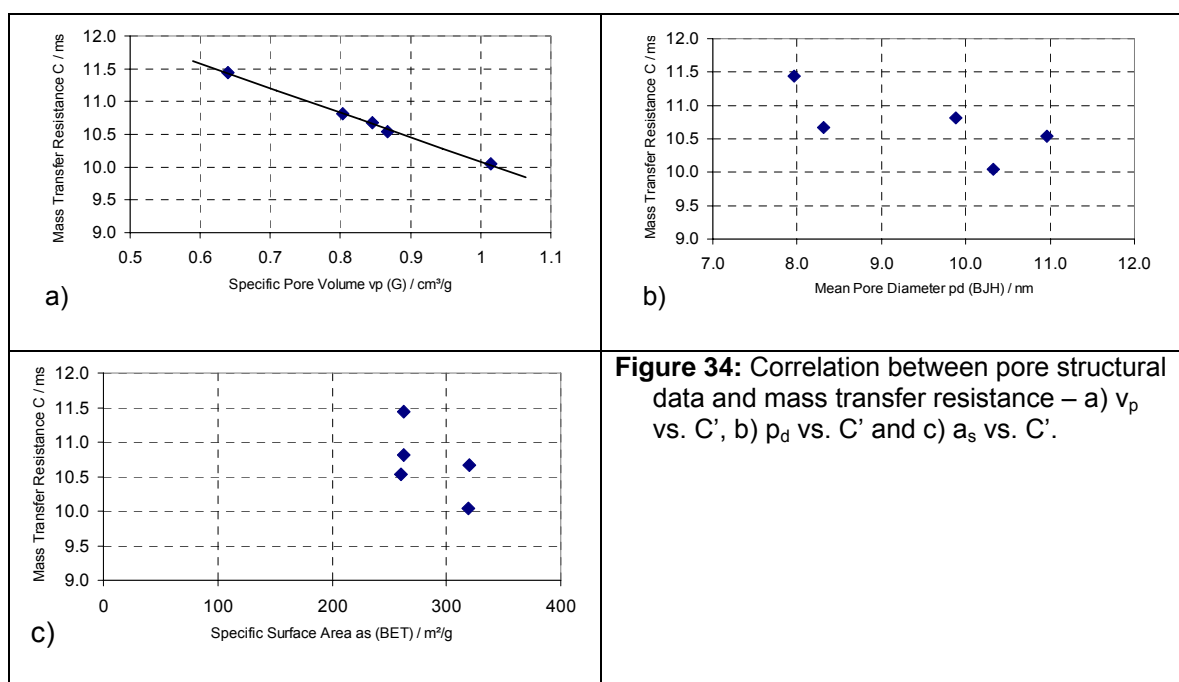 Mass Transfer Resistance C / ms
12.0
11.5
11.0
10.5
10.0
9.5
9.0
0.5 0.6 0.7 0.8 0.9 1 1.1
Specific Pore Volume vp (G) / cm³/g
a)
Mass Transfer Resistance C / ms
12.0
11.5
11.0
10.5
10.0
9.5
9.0
7.0 8.0 9.0 10.0 11.0 12.0
Mean Pore Diameter pd (BJH) / nm
b)
Mass Transfer Resistance C / ms
12.0
11.5
11.0
10.5
10.0
9.5
9.0
0 100 200 300 400
Specific Surface Area as (BET) / m²/g
c)
Figure 34: Correlation between pore structural
data and mass transfer resistance – a) vp
vs. C’, b) pd vs. C’ and c) as vs. C’.